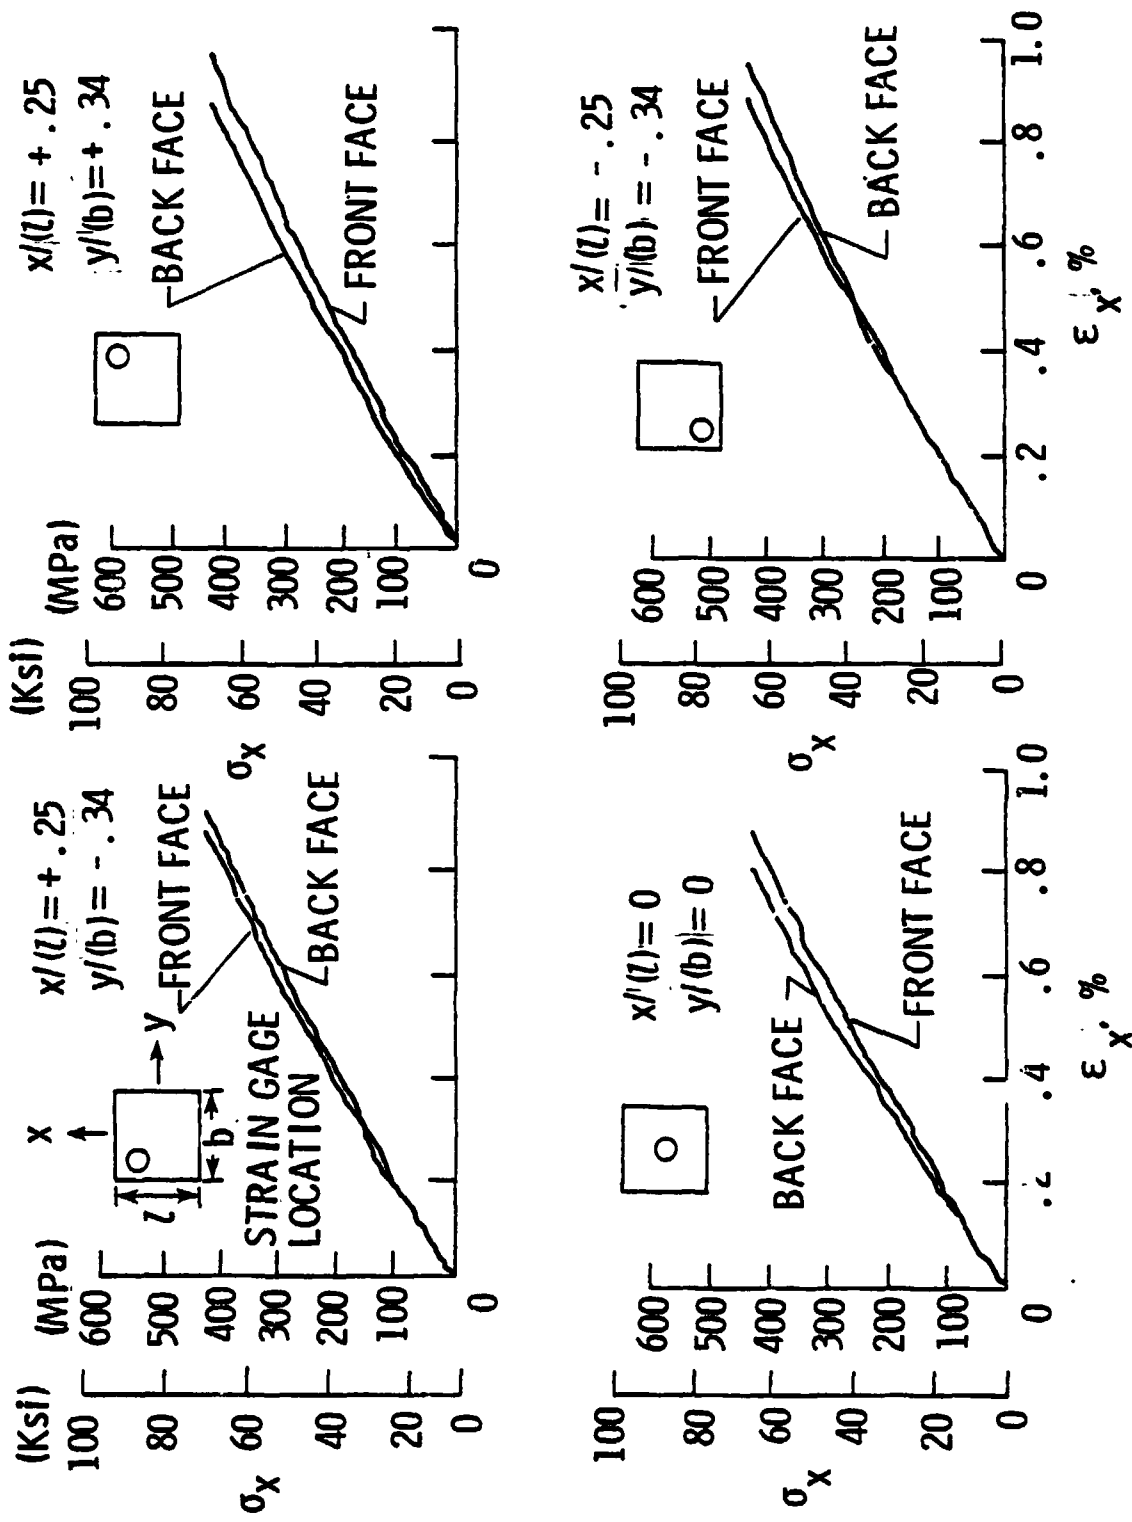 (Ksi)
(MPa)
x/(l)=+.25
y/(b)=-.34
x
y
l
b
FRONT FACE
BACK FACE
STRAIN GAGE
LOCATION
σx
100
80
60
40
20
0
600
500
400
300
200
100
0
(Ksi)
(MPa)
x/(l)=+.25
y/(b)=+.34
BACK FACE
FRONT FACE
σx
100
80
60
40
20
0
600
500
400
300
200
100
0
x/(l)=0
y/(b)=0
BACK FACE
FRONT FACE
σx
100
80
60
40
20
0
600
500
400
300
200
100
0 .2 .4 .6 .8 1.0
εx, %
x/(l)=-.25
y/(b)=-.34
FRONT FACE
BACK FACE
σx
100
80
60
40
20
0
600
500
400
300
200
100
0 .2 .4 .6 .8 1.0
εx, %